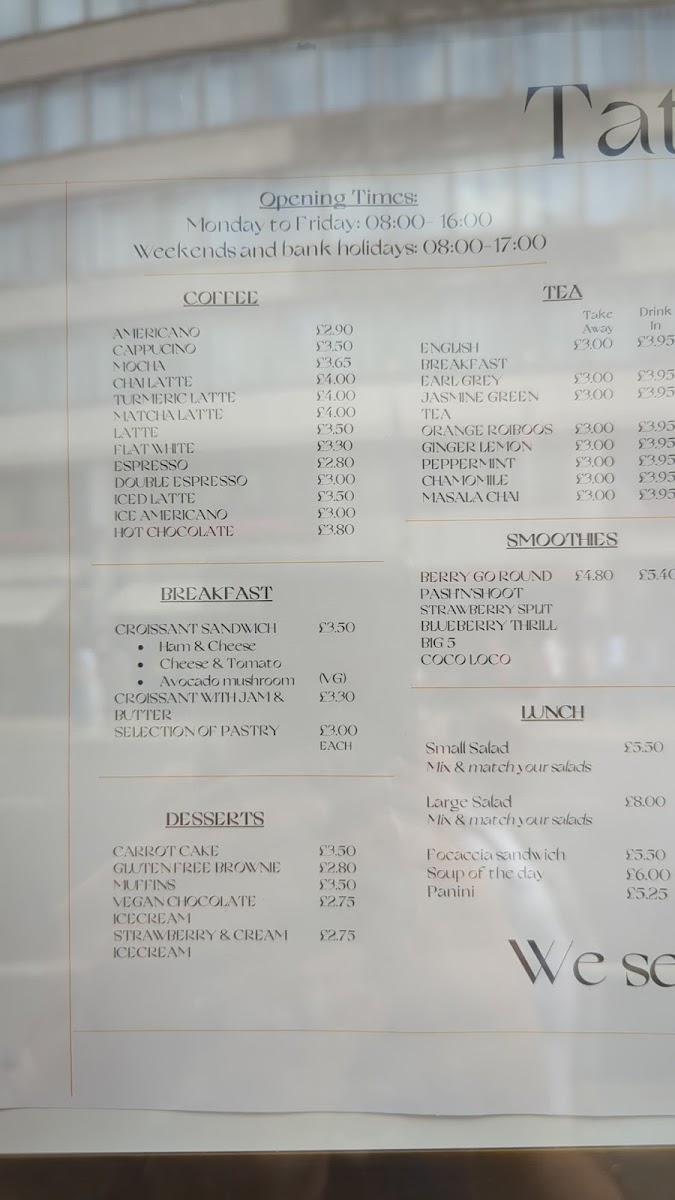 Tat
Opening Times:
Monday to Friday: 08:00- 16:00
Weekends and bank holidays: 08:00-17:00
COFFEE
AMERICANO £2.90
CAPPUCINO £3.50
MOCHA £3.65
CHAI LATTE £4.00
TURMERIC LATTE £4.00
MATCHA LATTE £4.00
LATTE £3.50
FLAT WHITE £3.30
ESPRESSO £2.80
DOUBLE ESPRESSO £3.00
ICED LATTE £3.50
ICE AMERICANO £3.00
HOT CHOCOLATE £3.80
BREAKFAST
CROISSANT SANDWICH £3.50
• Ham & Cheese
• Cheese & Tomato
• Avocado mushroom (VG)
CROISSANT WITH JAM & £3.30
BUTTER
SELECTION OF PASTRY £3.00
EACH
DESSERTS
CARROT CAKE £3.50
GLUTEN FREE BROWNIE £2.80
MUFFINS £3.50
VEGAN CHOCOLATE £2.75
ICECREAM
STRAWBERRY & CREAM £2.75
ICECREAM
TEA
Take Drink
Away In
ENGLISH £3.00 £3.95
BREAKFAST
EARL GREY £3.00 £3.95
JASMINE GREEN £3.00 £3.95
TEA
ORANGE ROIBOOS £3.00 £3.95
GINGER LEMON £3.00 £3.95
PEPPERMINT £3.00 £3.95
CHAMOMILE £3.00 £3.95
MASALA CHAI £3.00 £3.95
SMOOTHIES
BERRY GO ROUND £4.80 £5.40
PASH'N'SHOOT
STRAWBERRY SPLIT
BLUEBERRY THRILL
BIG 5
COCO LOCO
LUNCH
Small Salad £5.50
Mix & match your salads
Large Salad £8.00
Mix & match your salads
Focaccia sandwich £5.50
Soup of the day £6.00
Panini £5.25
We se